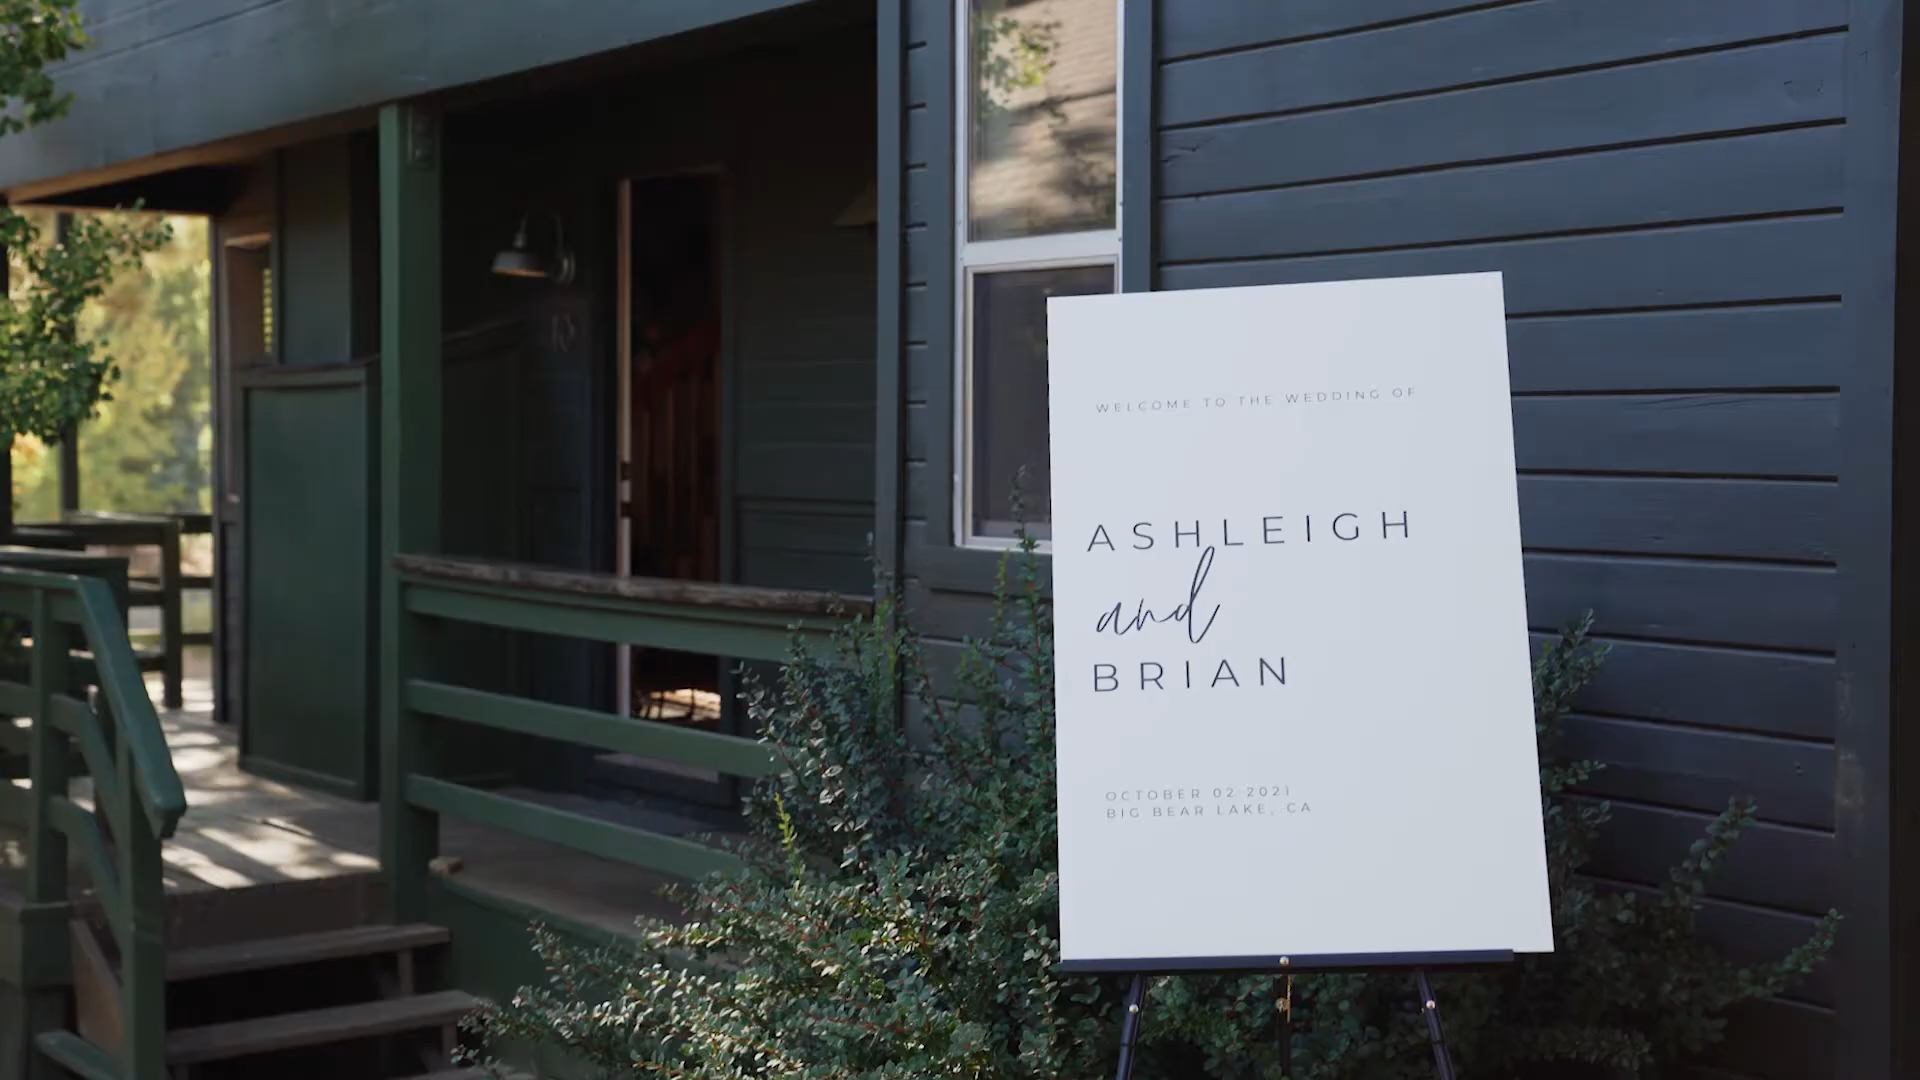 WELCOME TO THE WEDDING OF
ASHLEIGH
and
BRIAN
OCTOBER 02 2021
BIG BEAR LAKE, CA